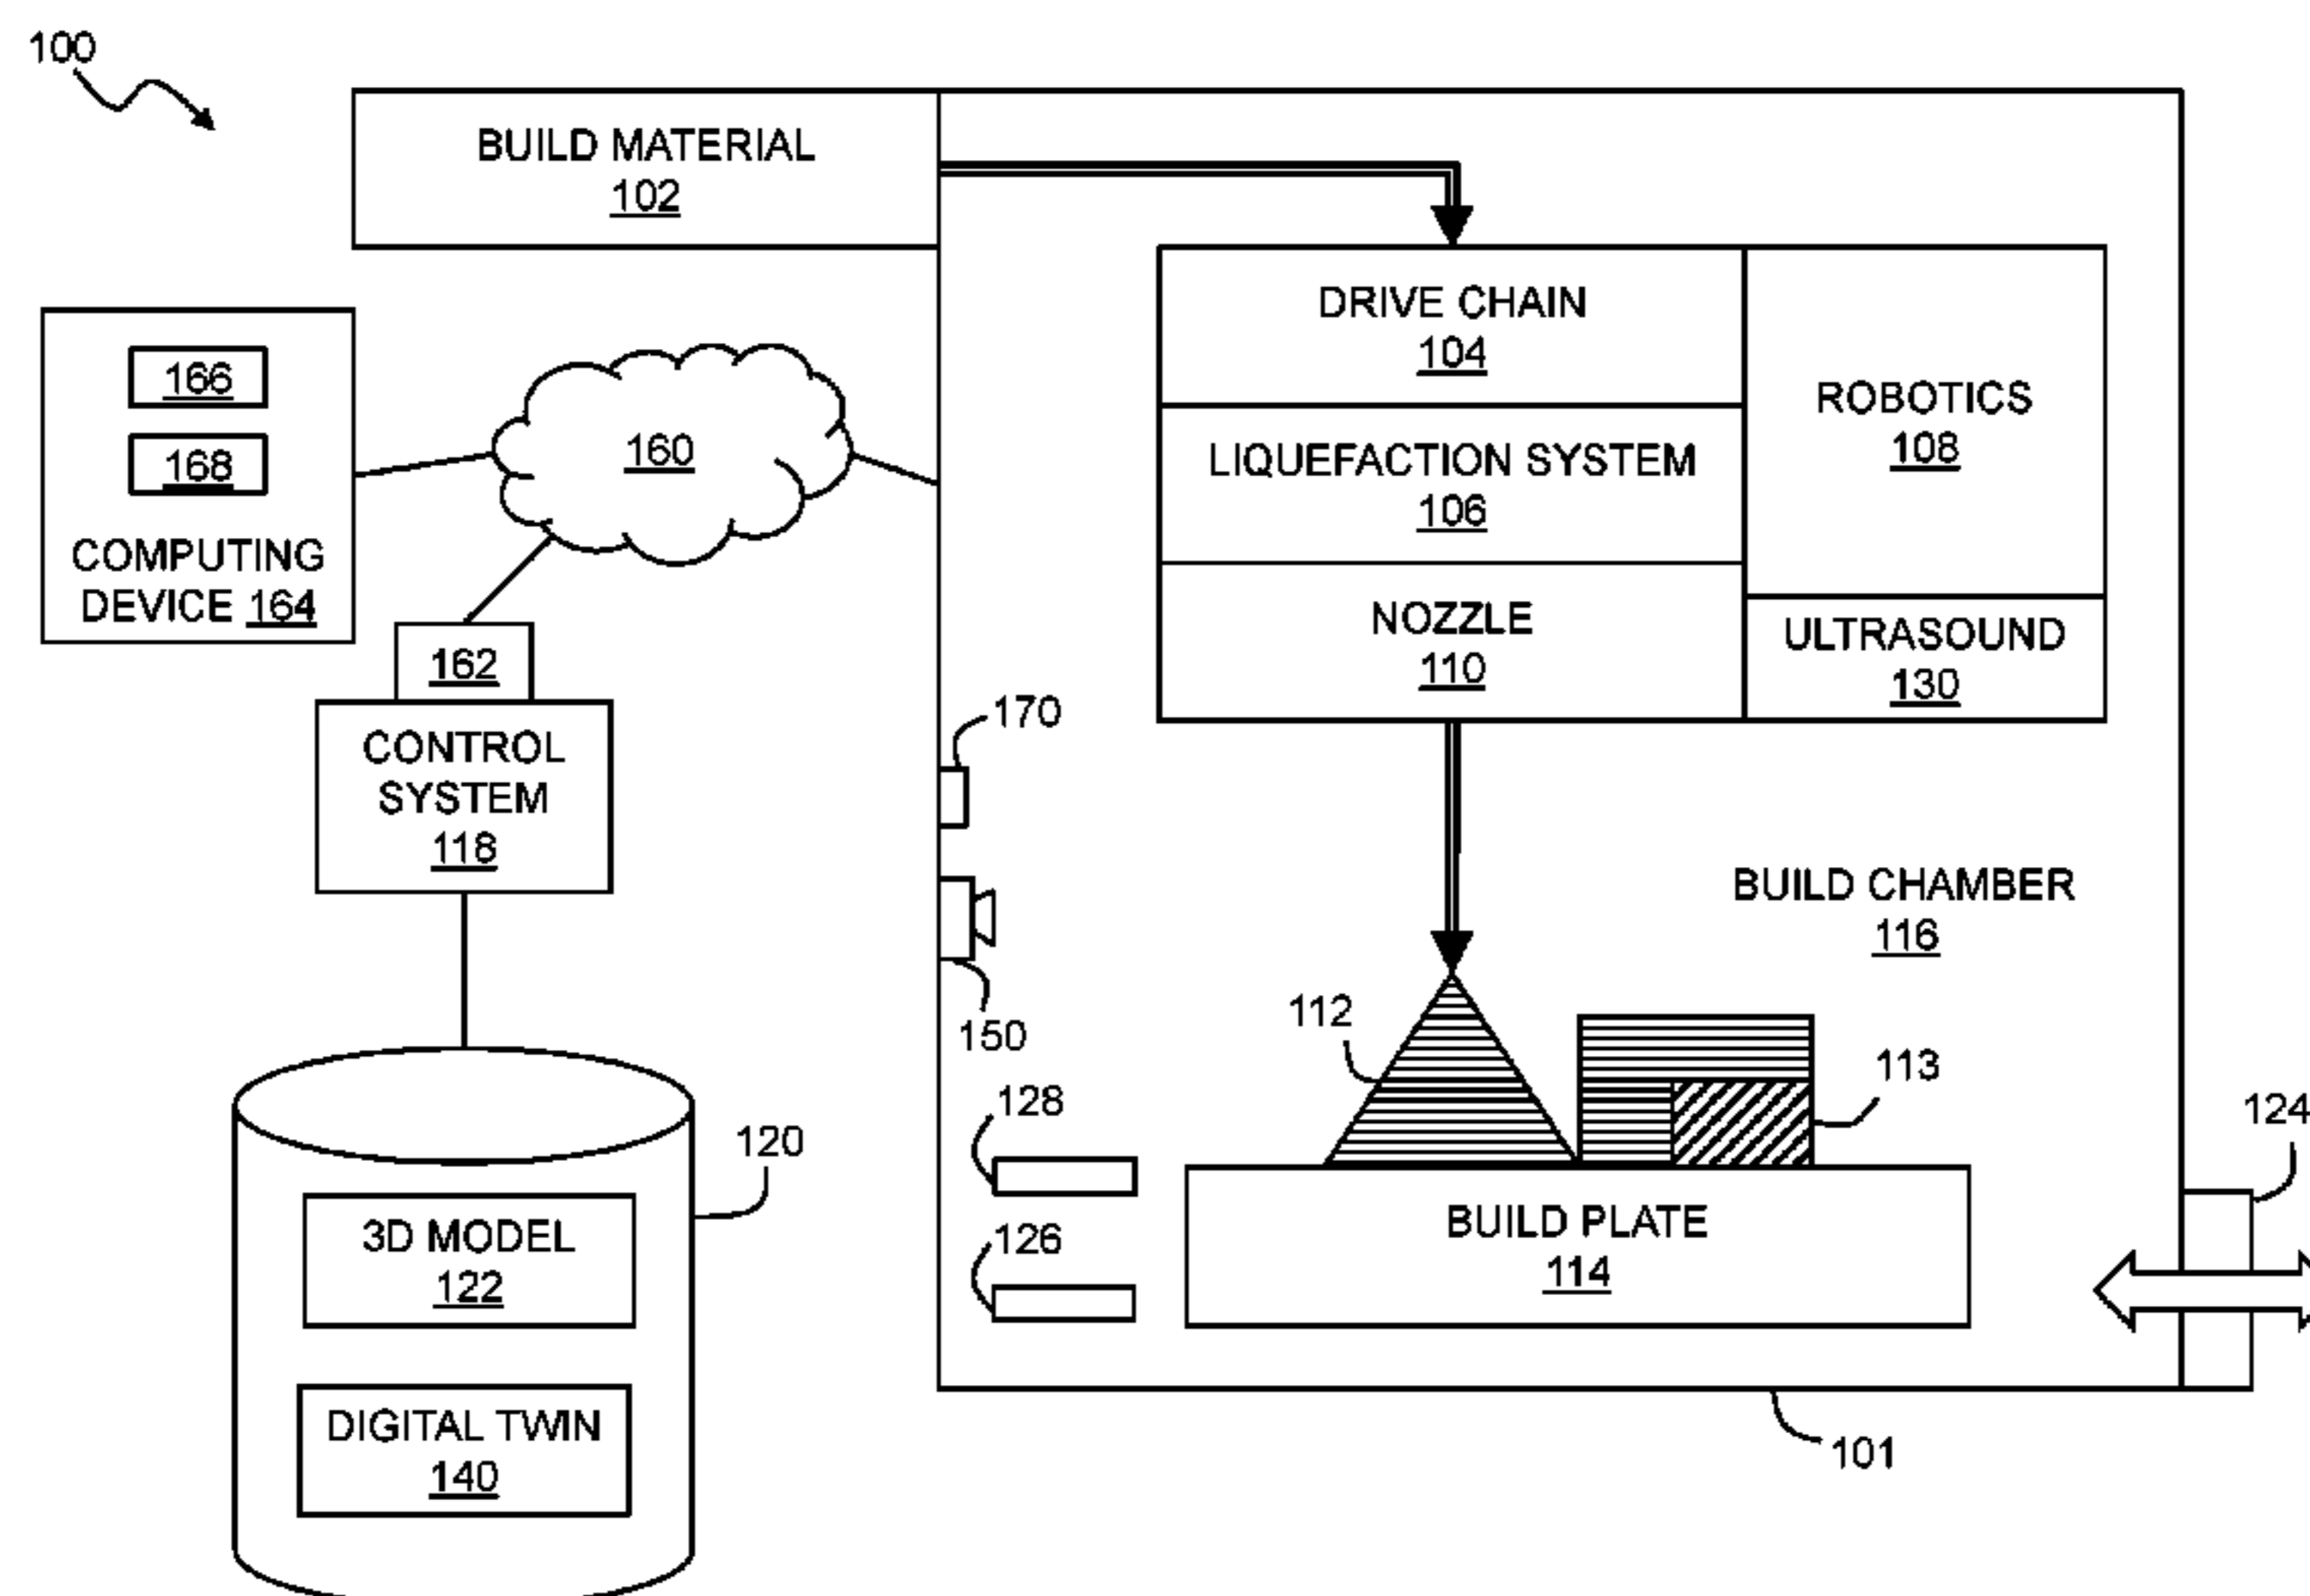 100
BUILD MATERIAL
102
DRIVE CHAIN
104
ROBOTICS
108
166
168
COMPUTING
DEVICE 164
160
LIQUEFACTION SYSTEM
106
NOZZLE
110
ULTRASOUND
130
162
CONTROL
SYSTEM
118
170
150
BUILD CHAMBER
116
112
113
128
126
124
120
3D MODEL
122
BUILD PLATE
114
DIGITAL TWIN
140
101